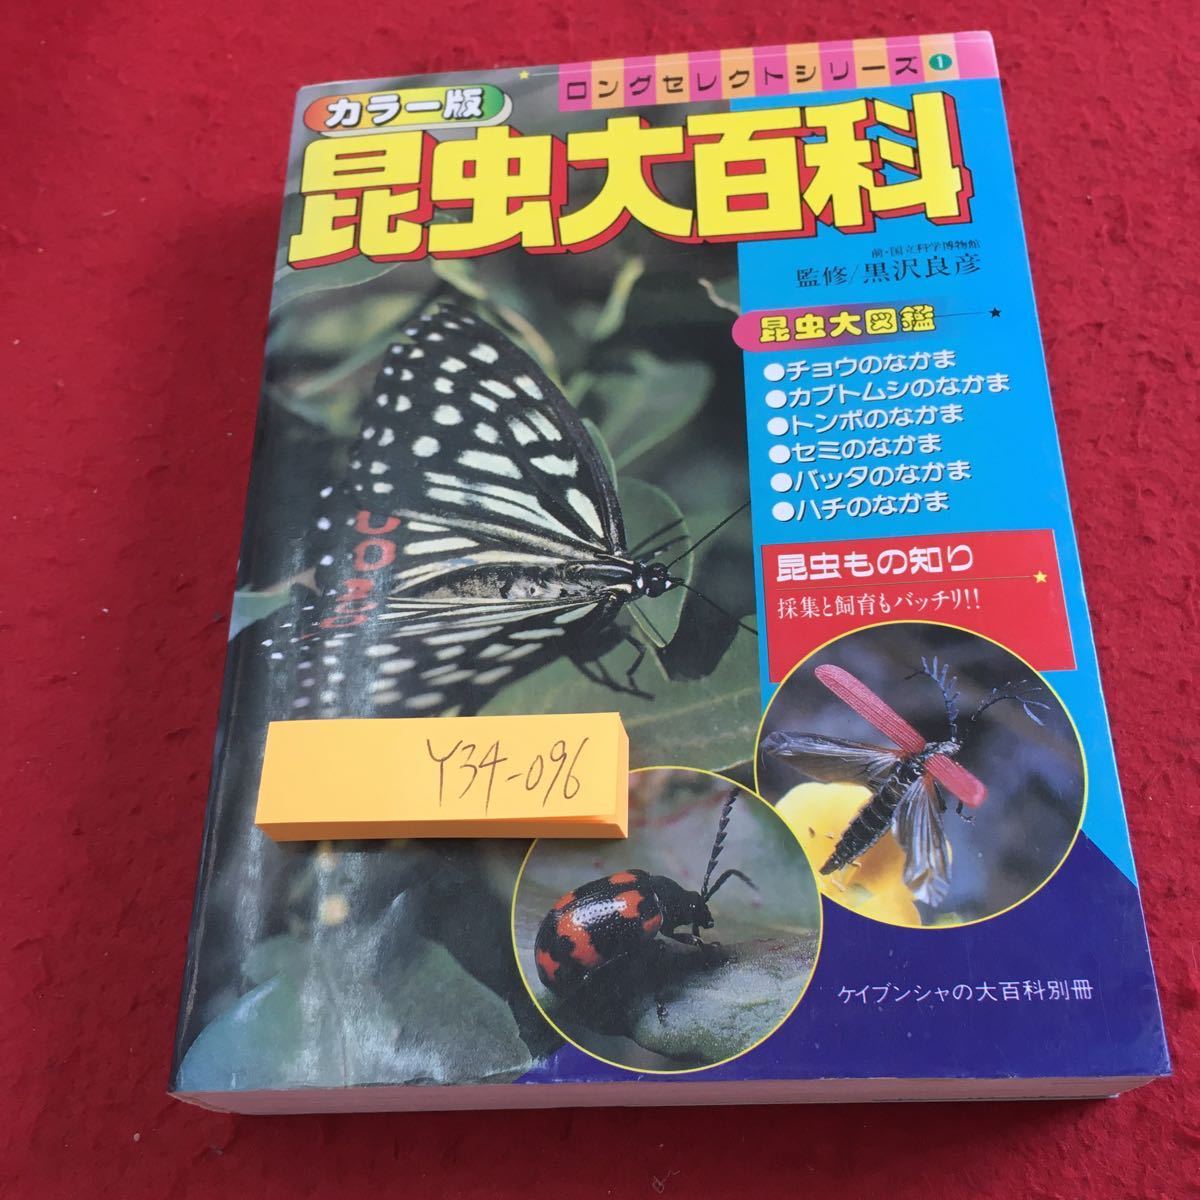 ロングセレクトシリーズ 1
カラー版
昆虫大百科
前・国立科学博物館
監修/黒沢良彦
昆虫大図鑑
●チョウのなかま
●カブトムシのなかま
●トンボのなかま
●セミのなかま
●バッタのなかま
●ハチのなかま
昆虫もの知り
採集と飼育もバッチリ!!
Y34-096
ケイブンシャの大百科別冊